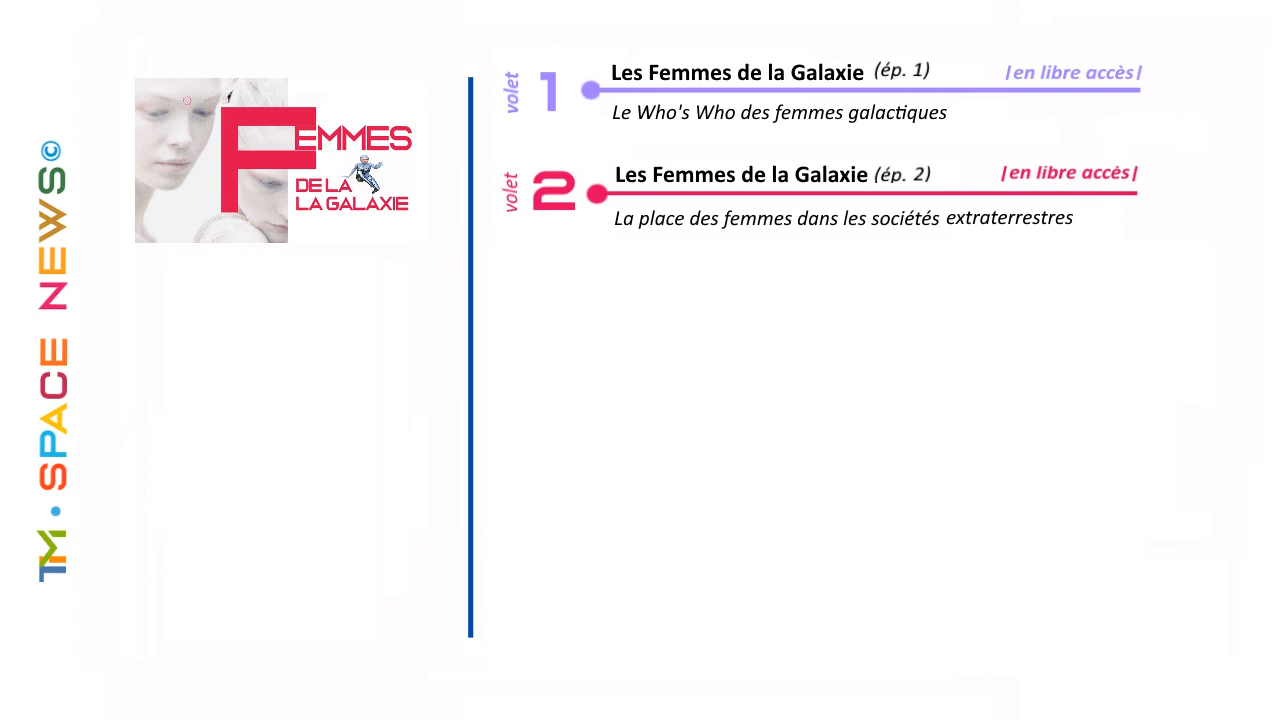 TM • SPACE NEWS©
FEMMES
DE LA
LA GALAXIE
volet 1
Les Femmes de la Galaxie (ép. 1) |en libre accès|
Le Who's Who des femmes galactiques
volet 2
Les Femmes de la Galaxie (ép. 2) |en libre accès|
La place des femmes dans les sociétés extraterrestres